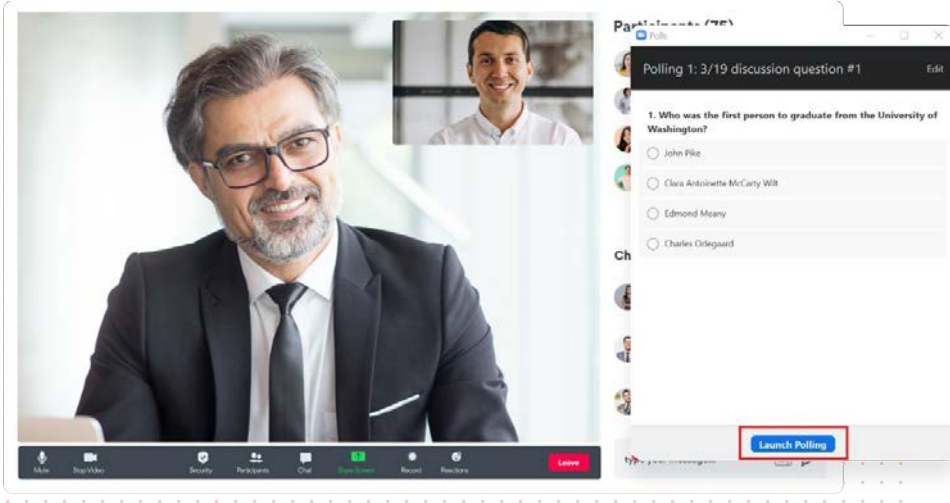 Participants (75)
Polls
Polling 1: 3/19 discussion question #1
Edit
1. Who was the first person to graduate from the University of
Washington?
John Pike
Clara Antoinette McCarty Wilt
Edmond Meany
Charles Odegaard
Ch
Launch Polling
Mute
Stop Video
Security
Participants
Chat
Share Screen
Record
Reactions
Leave